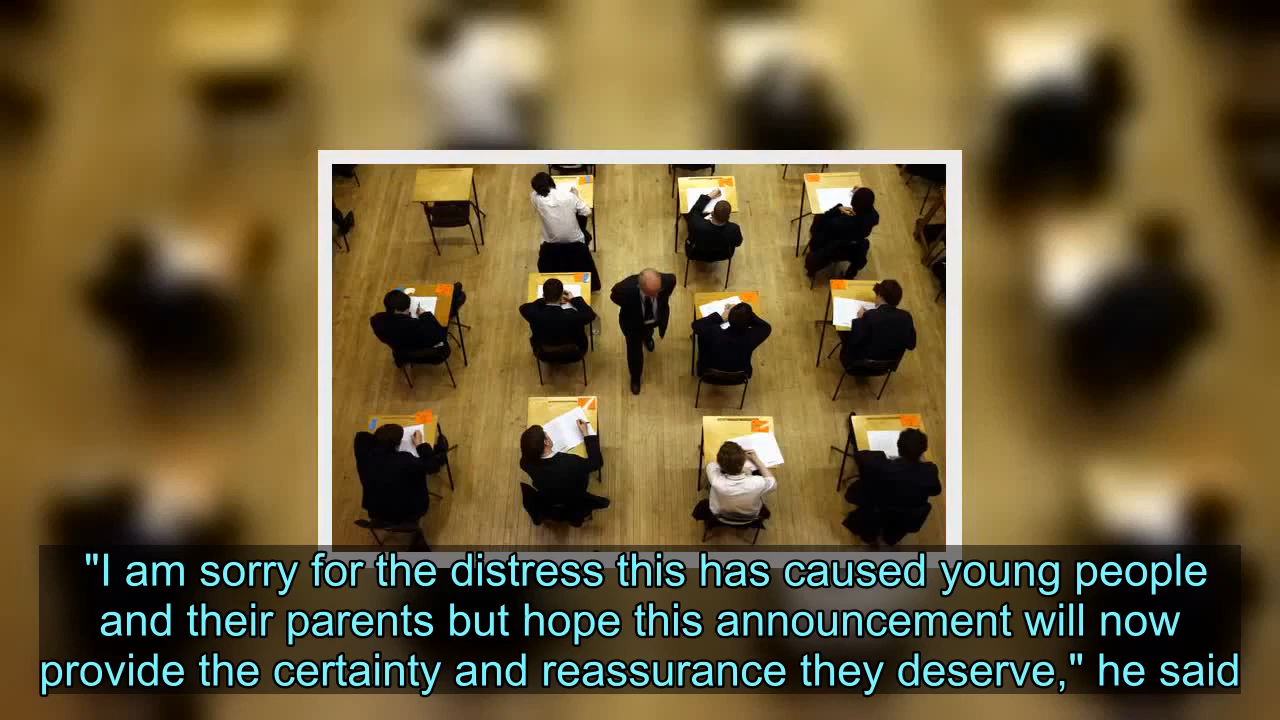 "I am sorry for the distress this has caused young people
and their parents but hope this announcement will now
provide the certainty and reassurance they deserve," he said